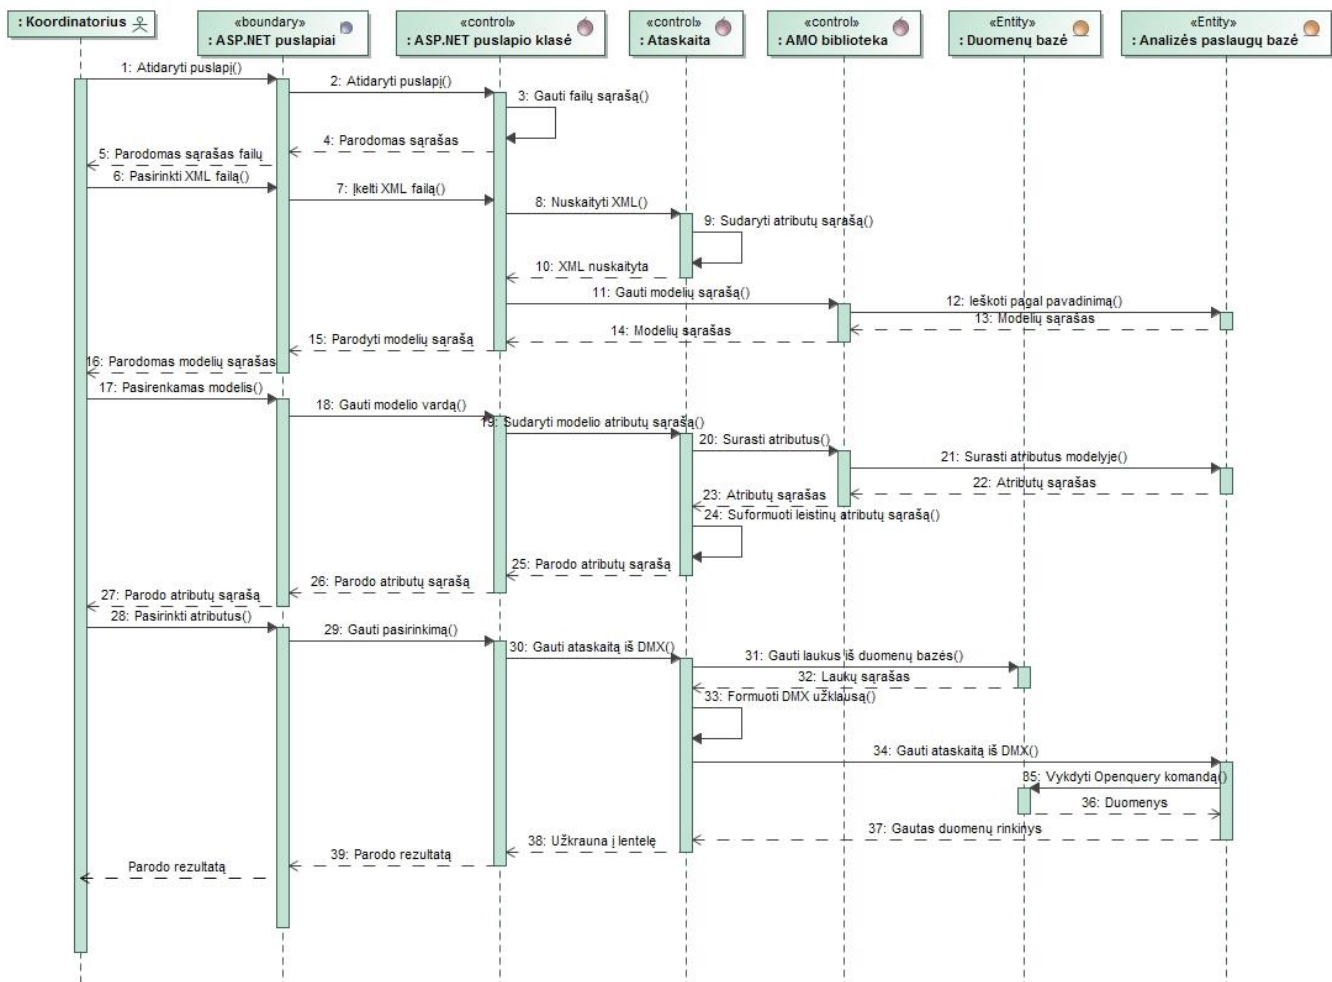 : Koordinatorius
«boundary»
: ASP.NET puslapiai
«control»
: ASP.NET puslapio klasė
«control»
: Ataskaita
«control»
: AMO biblioteka
«Entity»
: Duomenų bazė
«Entity»
: Analizės paslaugų bazė
1: Atidaryti puslapį()
2: Atidaryti puslapį()
3: Gauti failų sąrašą()
4: Parodomas sąrašas
5: Parodomas sąrašas failų
6: Pasirinkti XML failą()
7: Įkelti XML failą()
8: Nuskaityti XML()
9: Sudaryti atributų sąrašą()
10: XML nuskaityta
11: Gauti modelių sąrašą()
12: Ieškoti pagal pavadinimą()
13: Modelių sąrašas
14: Modelių sąrašas
15: Parodyti modelių sąrašą
16: Parodomas modelių sąrašas
17: Pasirenkamas modelis()
18: Gauti modelio vardą()
19: Sudaryti modelio atributų sąrašą()
20: Surasti atributus()
21: Surasti atributus modelyje()
22: Atributų sąrašas
23: Atributų sąrašas
24: Suformuoti leistinų atributų sąrašą()
25: Parodo atributų sąrašą
26: Parodo atributų sąrašą
27: Parodo atributų sąrašą
28: Pasirinkti atributus()
29: Gauti pasirinkimą()
30: Gauti ataskaitą iš DMX()
31: Gauti laukus iš duomenų bazės()
32: Laukų sąrašas
33: Formuoti DMX užklausą()
34: Gauti ataskaitą iš DMX()
35: Vykdyti Openquery komandą()
36: Duomenys
37: Gautas duomenų rinkinys
38: Užkrauna į lentelę
39: Parodo rezultatą
Parodo rezultatą